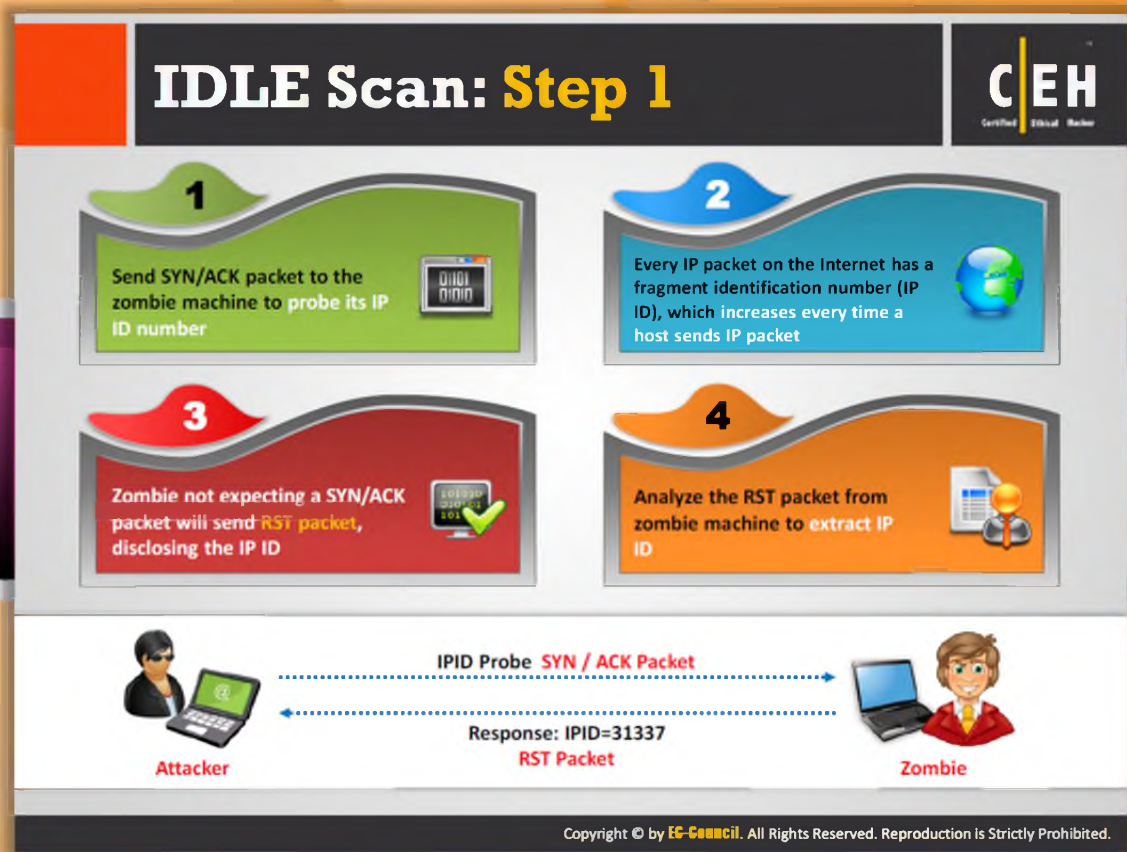 IDLE Scan: Step 1
CEH
Certified Ethical Hacker
1
Send SYN/ACK packet to the
zombie machine to probe its IP
ID number
01101
01010
2
Every IP packet on the Internet has a
fragment identification number (IP
ID), which increases every time a
host sends IP packet
3
Zombie not expecting a SYN/ACK
packet will send RST packet,
disclosing the IP ID
4
Analyze the RST packet from
zombie machine to extract IP
ID
IPID Probe SYN / ACK Packet
@
Response: IPID=31337
RST Packet
Attacker
Zombie
Copyright © by EC-Council. All Rights Reserved. Reproduction is Strictly Prohibited.